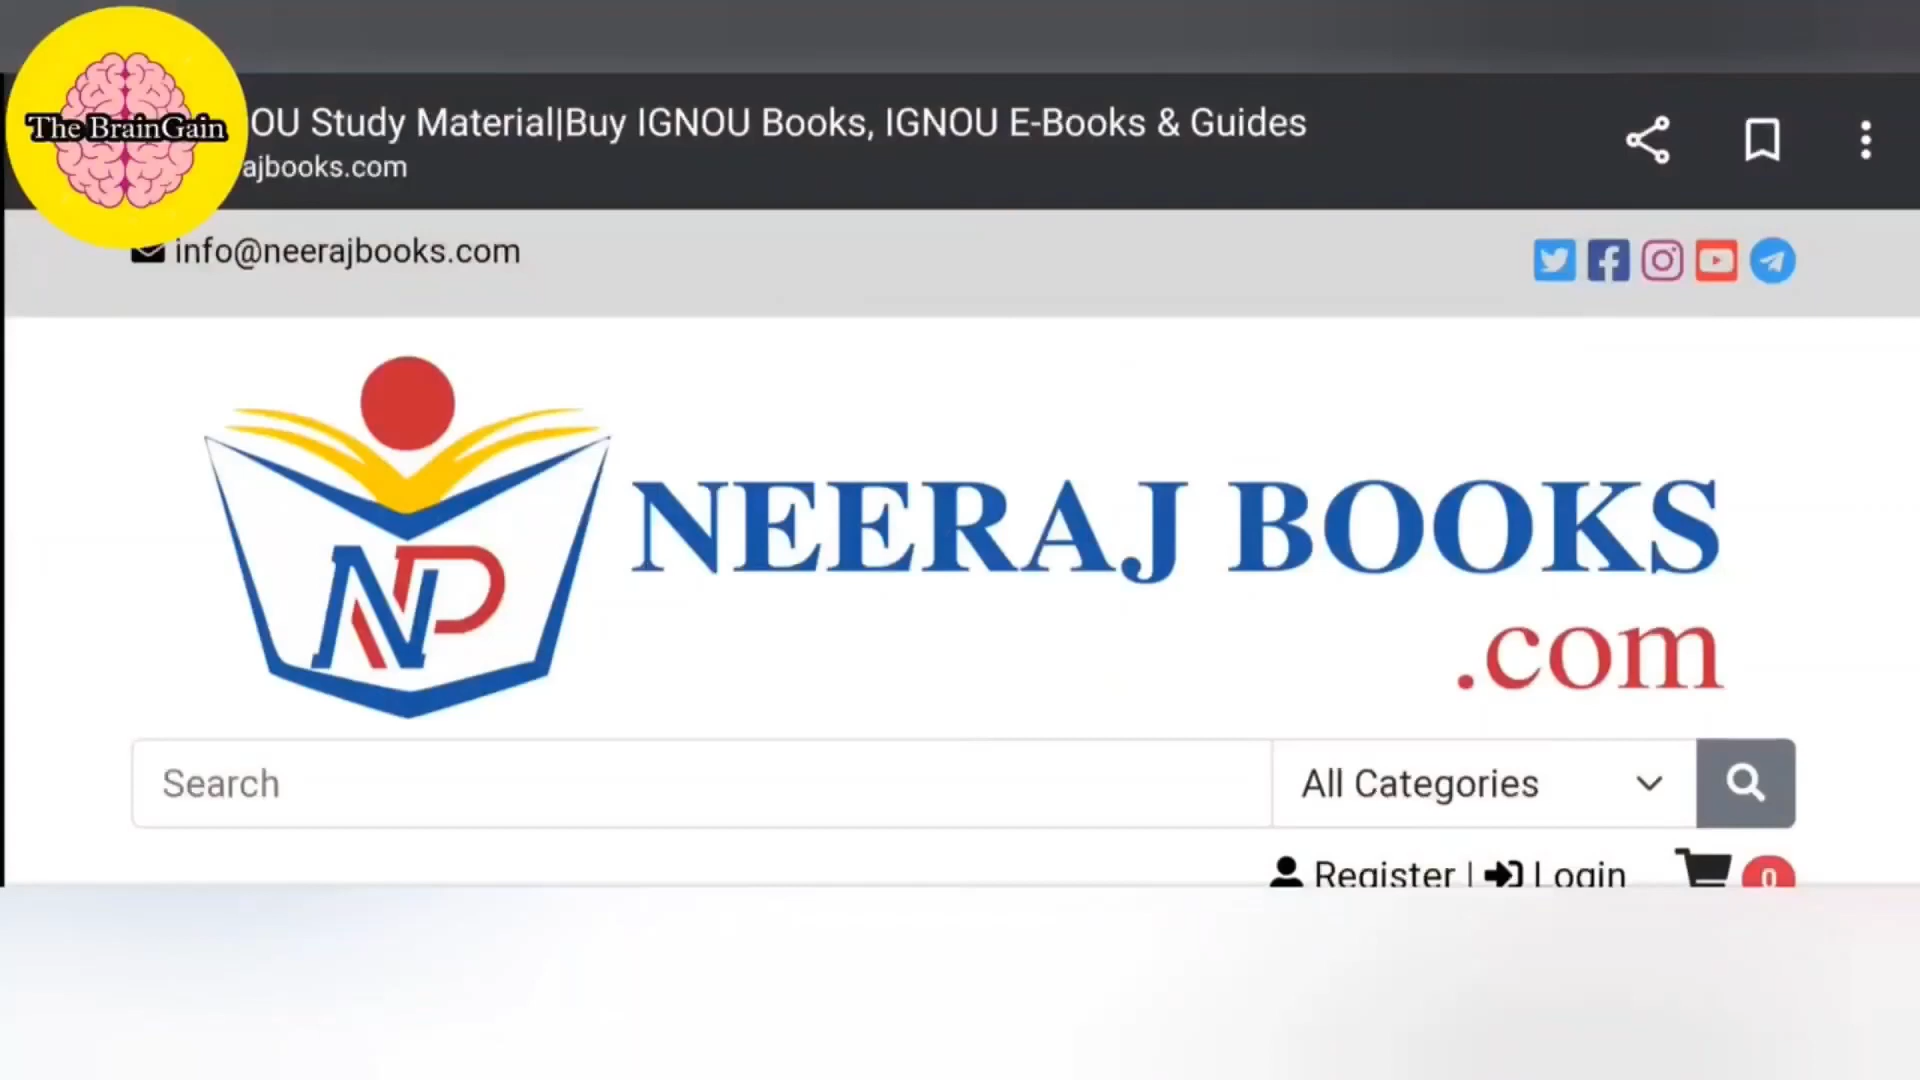 The BrainGain
OU Study Material|Buy IGNOU Books, IGNOU E-Books & Guides
ajbooks.com
info@neerajbooks.com
NP
NEERAJ BOOKS
.com
Search
All Categories
Register | Login
0